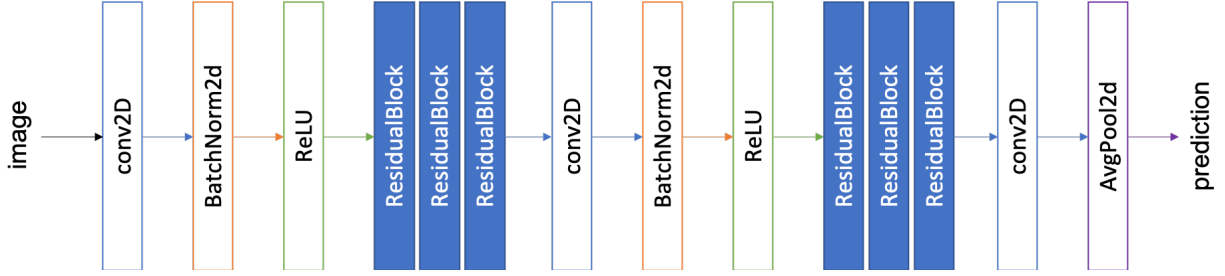 image
conv2D
BatchNorm2d
ReLU
ResidualBlock
ResidualBlock
ResidualBlock
conv2D
BatchNorm2d
ReLU
ResidualBlock
ResidualBlock
ResidualBlock
conv2D
AvgPool2d
prediction